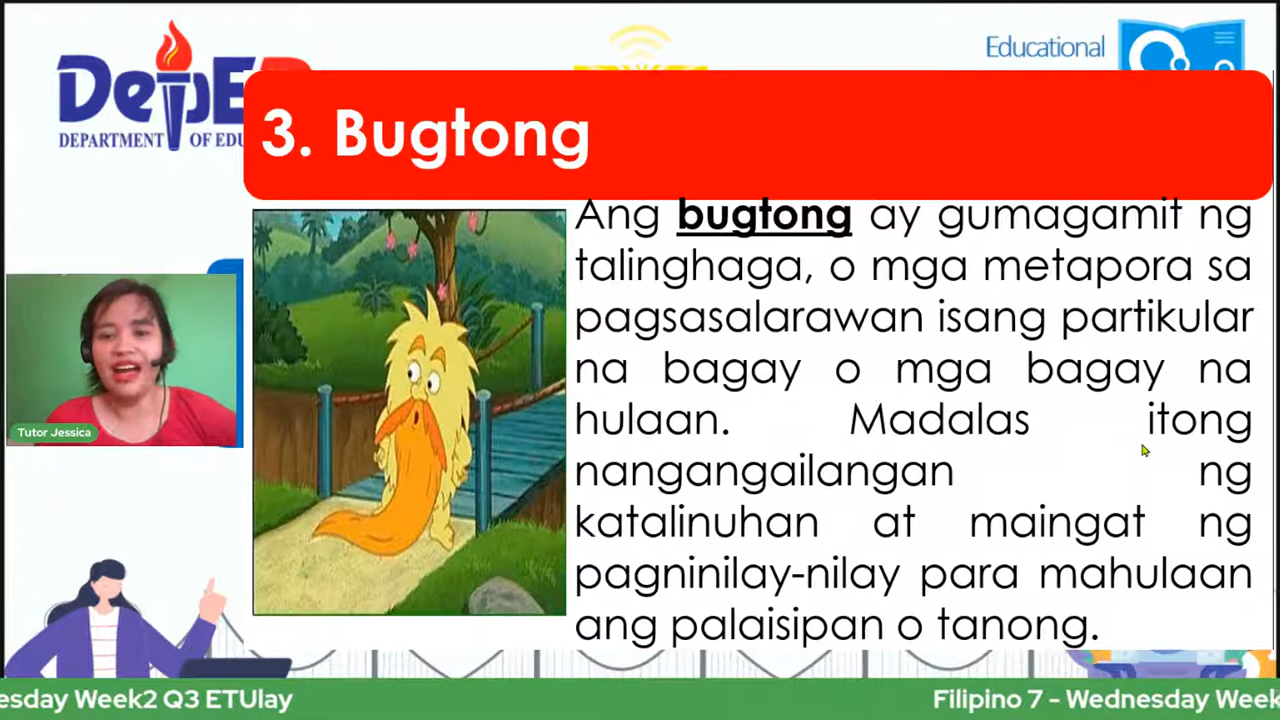 DepED
DEPARTMENT OF EDU
Educational
3. Bugtong
Ang bugtong ay gumagamit ng
talinghaga, o mga metapora sa
pagsasalarawan isang partikular
na bagay o mga bagay na
hulaan. Madalas itong
nangangailangan ng
katalinuhan at maingat ng
pagninilay-nilay para mahulaan
ang palaisipan o tanong.
Tutor Jessica
esday Week2 Q3 ETUlay
Filipino 7 - Wednesday Week